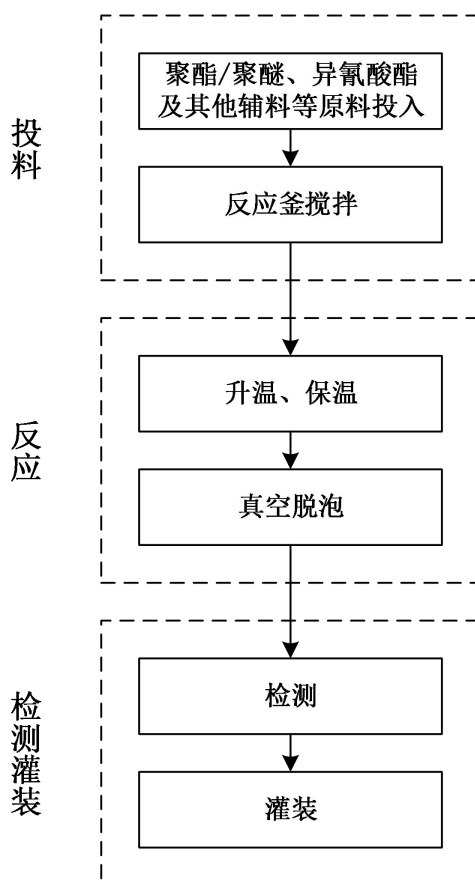 投料
聚酯/聚醚、异氰酸酯
及其他辅料等原料投入
反应釜搅拌
反应
升温、保温
真空脱泡
检测灌装
检测
灌装